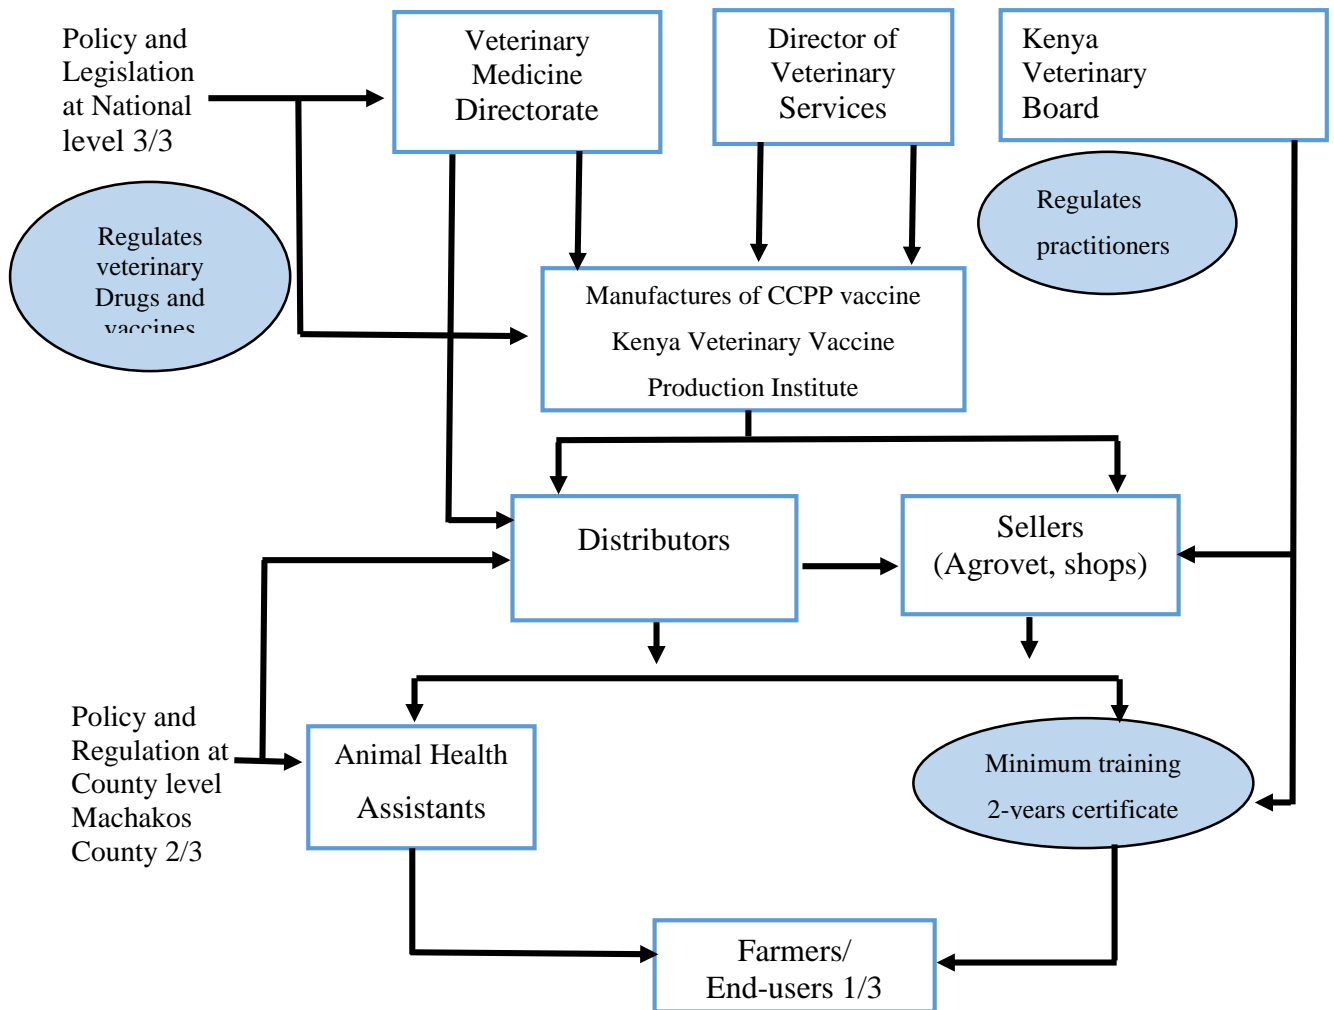 Policy and
Legislation
at National
level 3/3
Veterinary
Medicine
Directorate
Director of
Veterinary
Services
Kenya
Veterinary
Board
Regulates
veterinary
Drugs and
vaccines
Regulates
practitioners
Manufactures of CCPP vaccine
Kenya Veterinary Vaccine
Production Institute
Distributors
Sellers
(Agrovet, shops)
Policy and
Regulation at
County level
Machakos
County 2/3
Animal Health
Assistants
Minimum training
2-years certificate
Farmers/
End-users 1/3